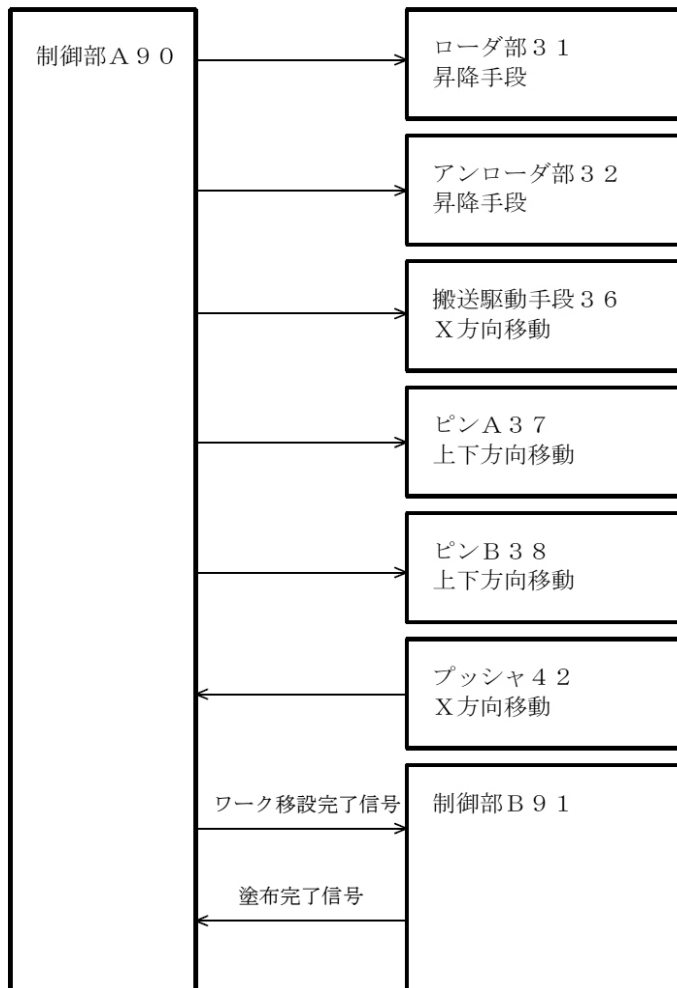 制御部Ａ９０
ローダ部３１
昇降手段
アンローダ部３２
昇降手段
搬送駆動手段３６
Ｘ方向移動
ピンＡ３７
上下方向移動
ピンＢ３８
上下方向移動
プッシャ４２
Ｘ方向移動
ワーク移設完了信号
制御部Ｂ９１
塗布完了信号